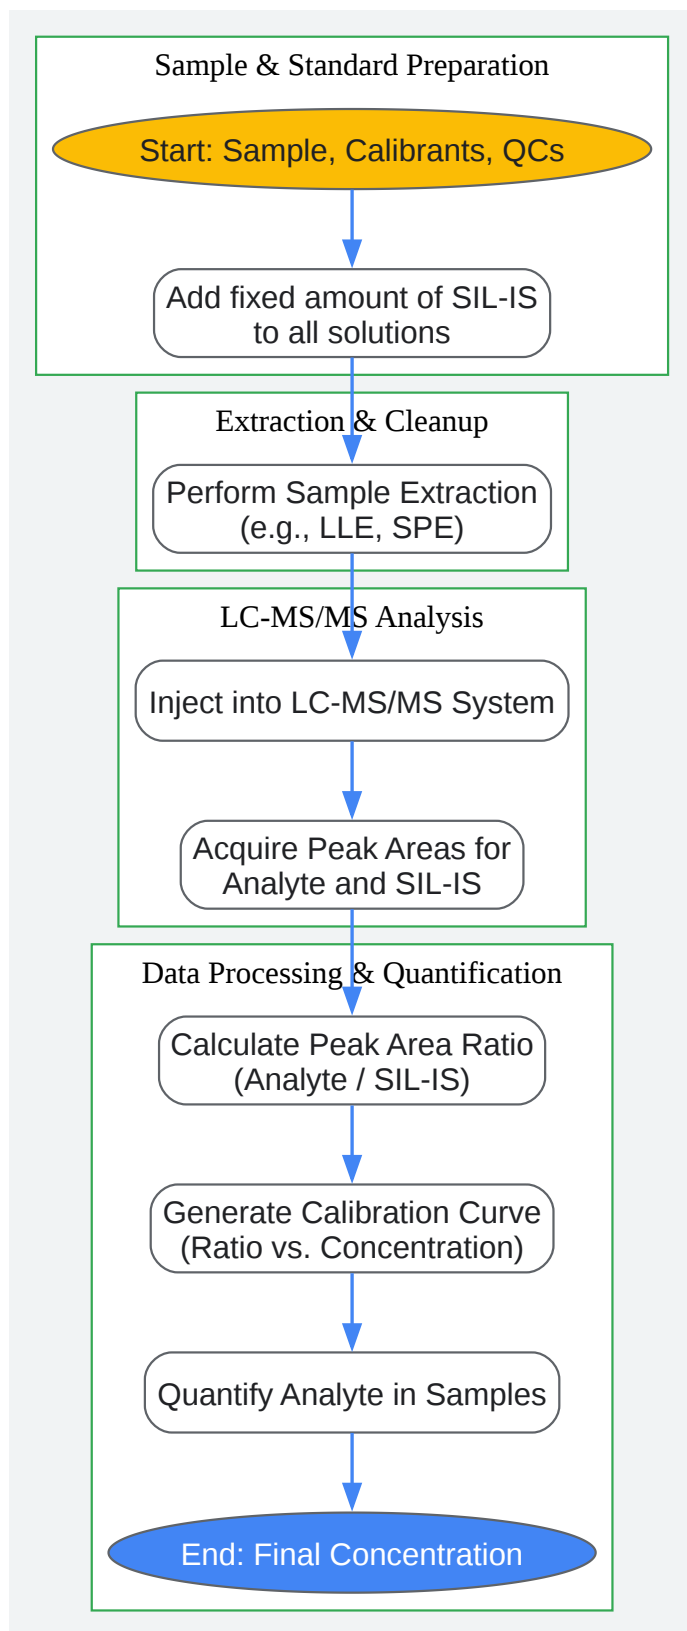 Sample & Standard Preparation
Start: Sample, Calibrants, QCs
Add fixed amount of SIL-IS
to all solutions
Extraction & Cleanup
Perform Sample Extraction
(e.g., LLE, SPE)
LC-MS/MS Analysis
Inject into LC-MS/MS System
Acquire Peak Areas for
Analyte and SIL-IS
Data Processing & Quantification
Calculate Peak Area Ratio
(Analyte / SIL-IS)
Generate Calibration Curve
(Ratio vs. Concentration)
Quantify Analyte in Samples
End: Final Concentration